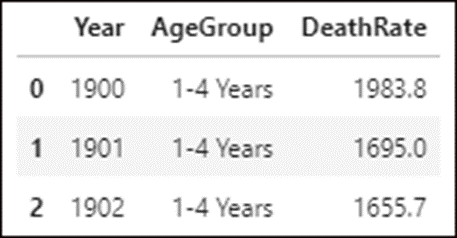 Year AgeGroup DeathRate
0 1900 1-4 Years 1983.8
1 1901 1-4 Years 1695.0
2 1902 1-4 Years 1655.7